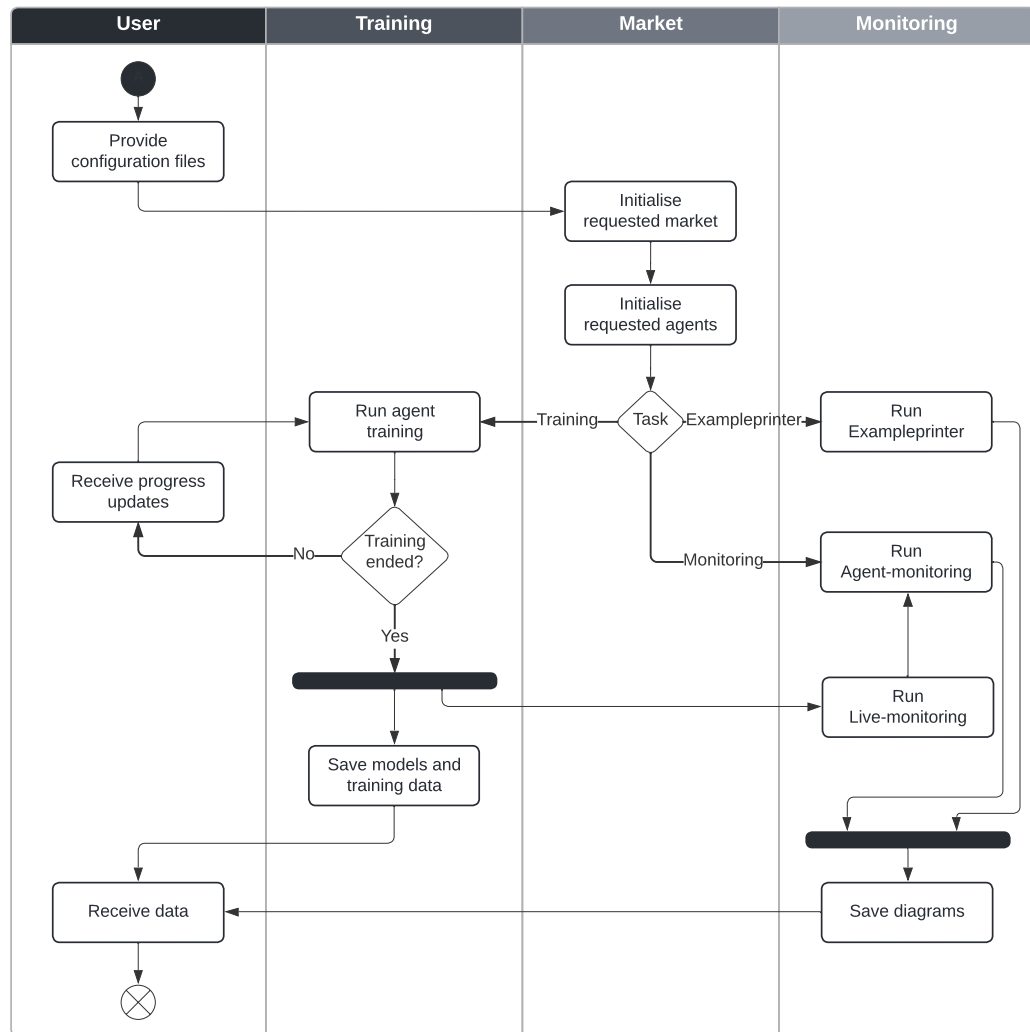 User
Training
Market
Monitoring
Provide
configuration files
Initialise
requested market
Initialise
requested agents
Run agent
training
Training
Task
Exampleprinter
Run
Exampleprinter
Receive progress
updates
Training
ended?
No
Monitoring
Run
Agent-monitoring
Yes
Run
Live-monitoring
Save models and
training data
Receive data
Save diagrams